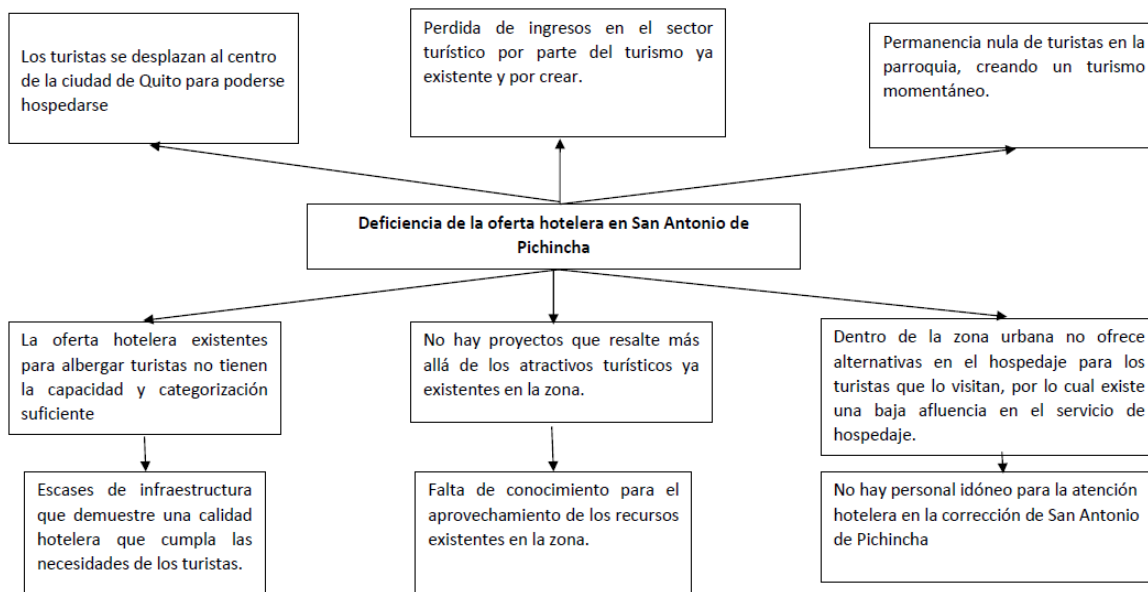 Los turistas se desplazan al centro
de la ciudad de Quito para poderse
hospedarse
Perdida de ingresos en el sector
turístico por parte del turismo ya
existente y por crear.
Permanencia nula de turistas en la
parroquia, creando un turismo
momentáneo.
Deficiencia de la oferta hotelera en San Antonio de
Pichincha
La oferta hotelera existentes
para albergar turistas no tienen
la capacidad y categorización
suficiente
No hay proyectos que resalte más
allá de los atractivos turísticos ya
existentes en la zona.
Dentro de la zona urbana no ofrece
alternativas en el hospedaje para los
turistas que lo visitan, por lo cual existe
una baja afluencia en el servicio de
hospedaje.
Escases de infraestructura
que demuestre una calidad
hotelera que cumpla las
necesidades de los turistas.
Falta de conocimiento para el
aprovechamiento de los recursos
existentes en la zona.
No hay personal idóneo para la atención
hotelera en la corrección de San Antonio
de Pichincha